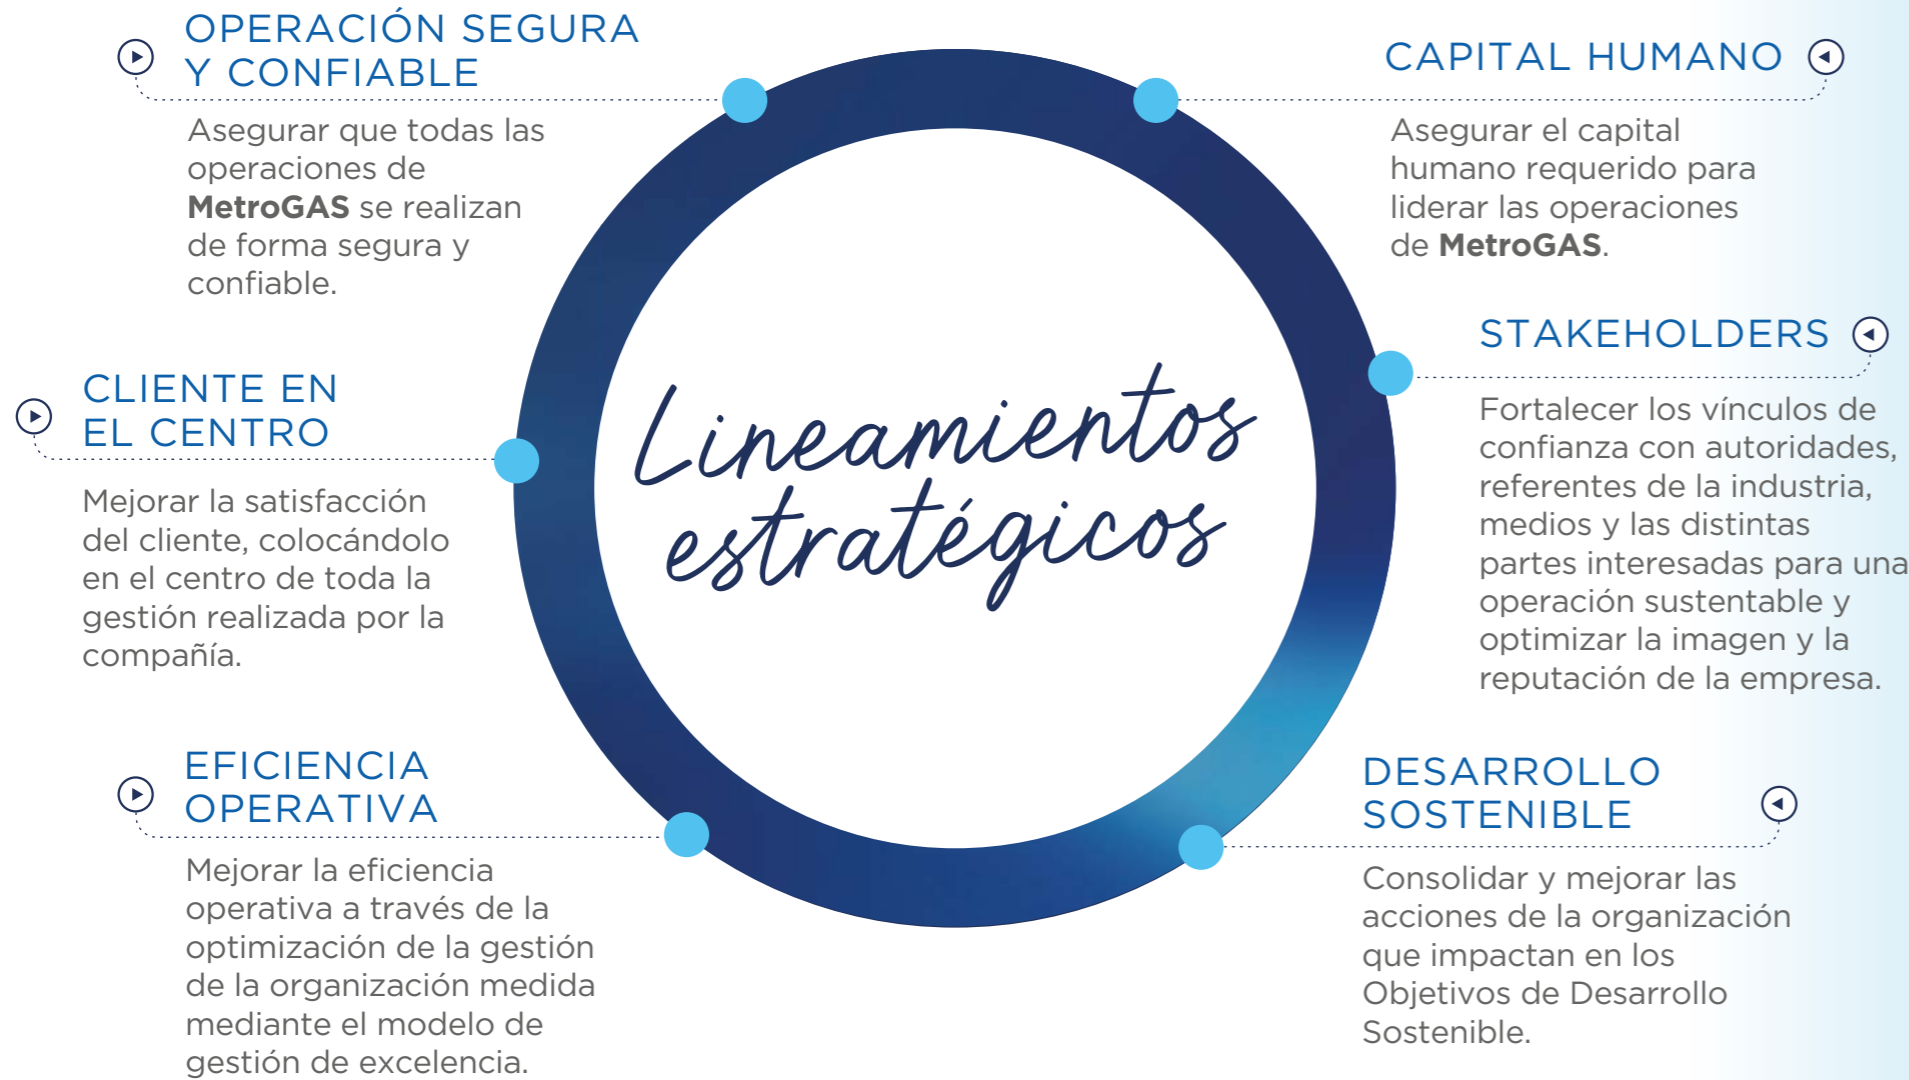 OPERACIÓN SEGURA
Y CONFIABLE
Asegurar que todas las
operaciones de
MetroGAS se realizan
de forma segura y
confiable.
CLIENTE EN
EL CENTRO
Mejorar la satisfacción
del cliente, colocándolo
en el centro de toda la
gestión realizada por la
compañía.
EFICIENCIA
OPERATIVA
Mejorar la eficiencia
operativa a través de la
optimización de la gestión
de la organización medida
mediante el modelo de
gestión de excelencia.
Lineamientos
estratégicos
CAPITAL HUMANO
Asegurar el capital
humano requerido para
liderar las operaciones
de MetroGAS.
STAKEHOLDERS
Fortalecer los vínculos de
confianza con autoridades,
referentes de la industria,
medios y las distintas
partes interesadas para una
operación sustentable y
optimizar la imagen y la
reputación de la empresa.
DESARROLLO
SOSTENIBLE
Consolidar y mejorar las
acciones de la organización
que impactan en los
Objetivos de Desarrollo
Sostenible.